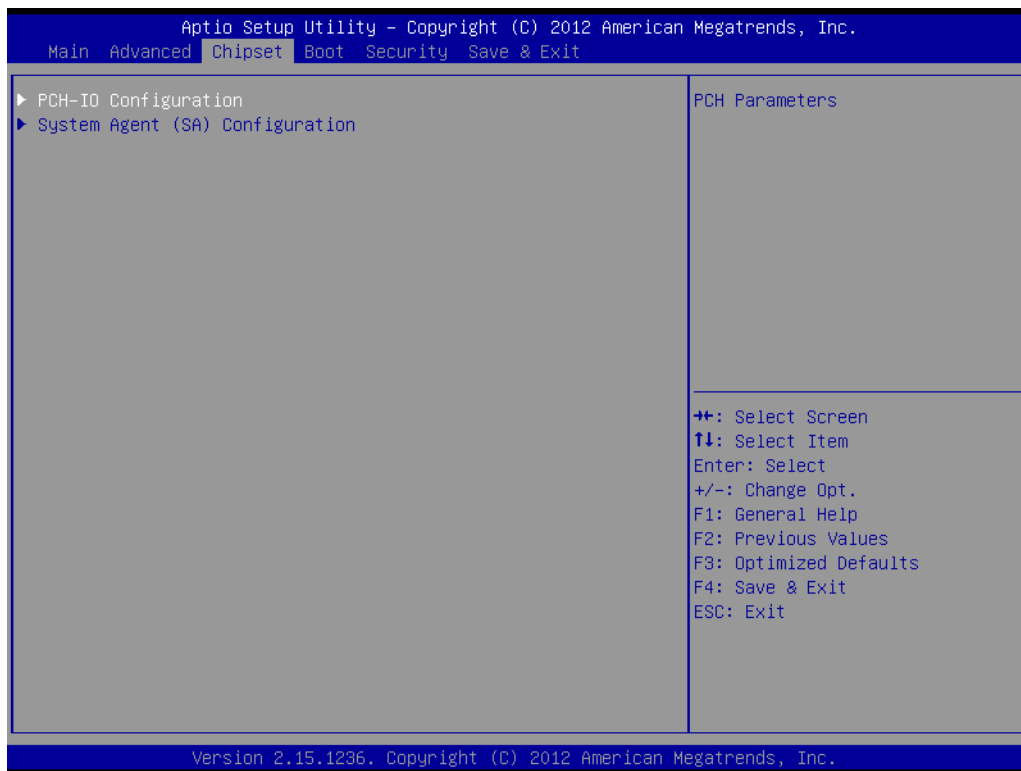 Aptio Setup Utility – Copyright (C) 2012 American Megatrends, Inc.
Main Advanced Chipset Boot Security Save & Exit
▶ PCH-IO Configuration
▶ System Agent (SA) Configuration
PCH Parameters
→←: Select Screen
↑↓: Select Item
Enter: Select
+/-: Change Opt.
F1: General Help
F2: Previous Values
F3: Optimized Defaults
F4: Save & Exit
ESC: Exit
Version 2.15.1236. Copyright (C) 2012 American Megatrends, Inc.